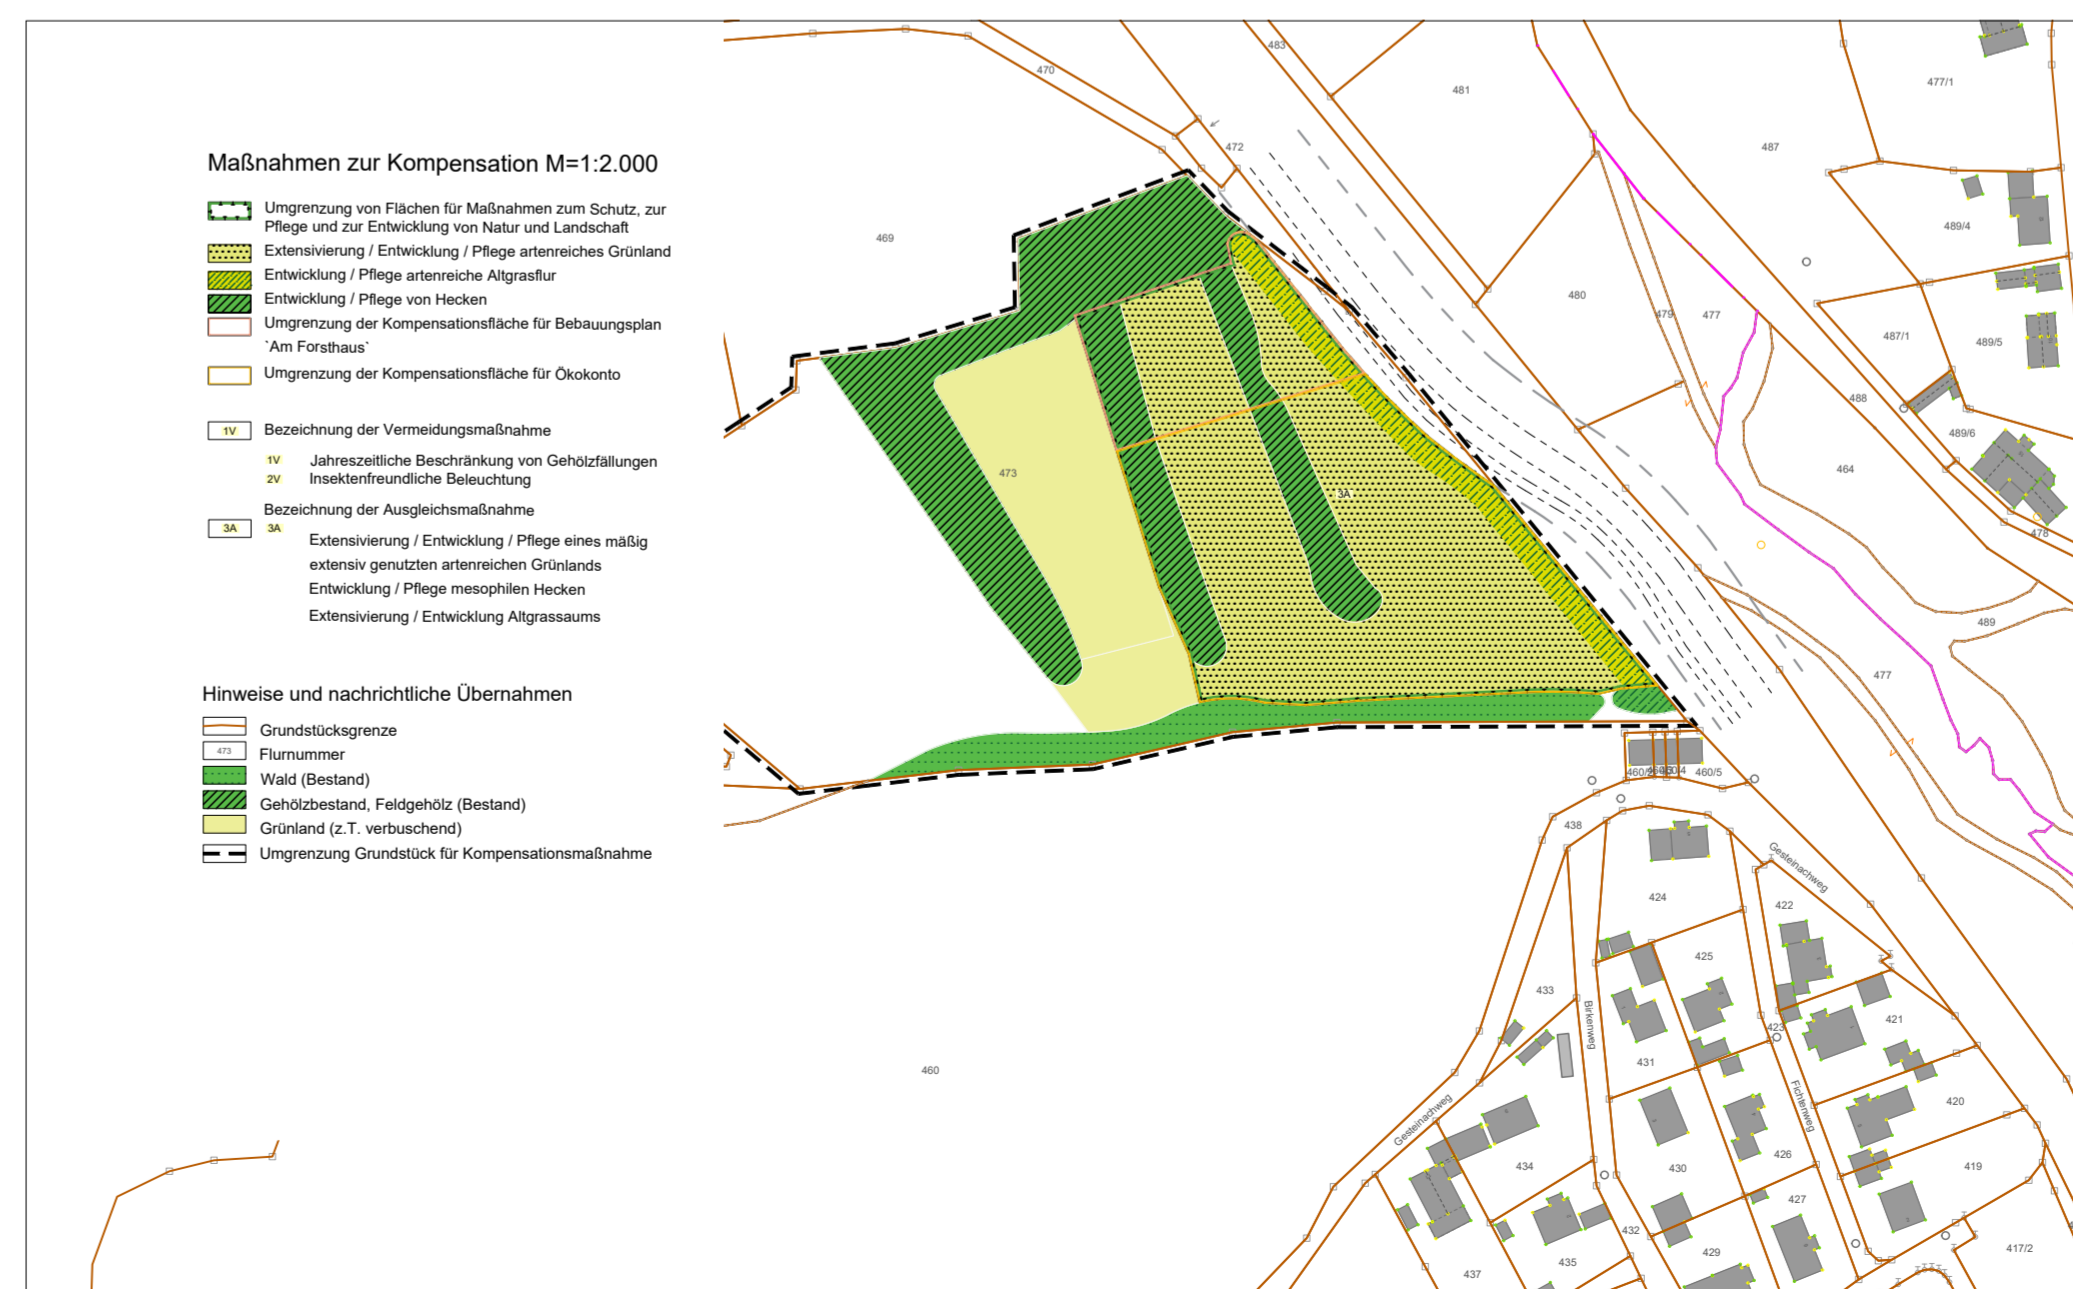 Maßnahmen zur Kompensation M=1:2.000
Umgrenzung von Flächen für Maßnahmen zum Schutz, zur
Pflege und zur Entwicklung von Natur und Landschaft
Extensivierung / Entwicklung / Pflege artenreiches Grünland
Entwicklung / Pflege artenreiche Altgrasflur
Entwicklung / Pflege von Hecken
Umgrenzung der Kompensationsfläche für Bebauungsplan
`Am Forsthaus`
Umgrenzung der Kompensationsfläche für Ökokonto
1V Bezeichnung der Vermeidungsmaßnahme
1V Jahreszeitliche Beschränkung von Gehölzfällungen
2V Insektenfreundliche Beleuchtung
Bezeichnung der Ausgleichsmaßnahme
3A 3A
Extensivierung / Entwicklung / Pflege eines mäßig
extensiv genutzten artenreichen Grünlands
Entwicklung / Pflege mesophilen Hecken
Extensivierung / Entwicklung Altgrassaums
Hinweise und nachrichtliche Übernahmen
Grundstücksgrenze
473 Flurnummer
Wald (Bestand)
Gehölzbestand, Feldgehölz (Bestand)
Grünland (z.T. verbuschend)
Umgrenzung Grundstück für Kompensationsmaßnahme
483
470
481
477/1
472
487
469
489/4
480
479
477
487/1
489/5
488
489/6
473
464
3A
478
489
477
460/5
438
Gesteinachweg
424
422
425
433
Birkenweg
423
421
431
460
Fichtenweg
420
Gesteinachweg
434
430
426
419
427
432
429
435
437
417/2